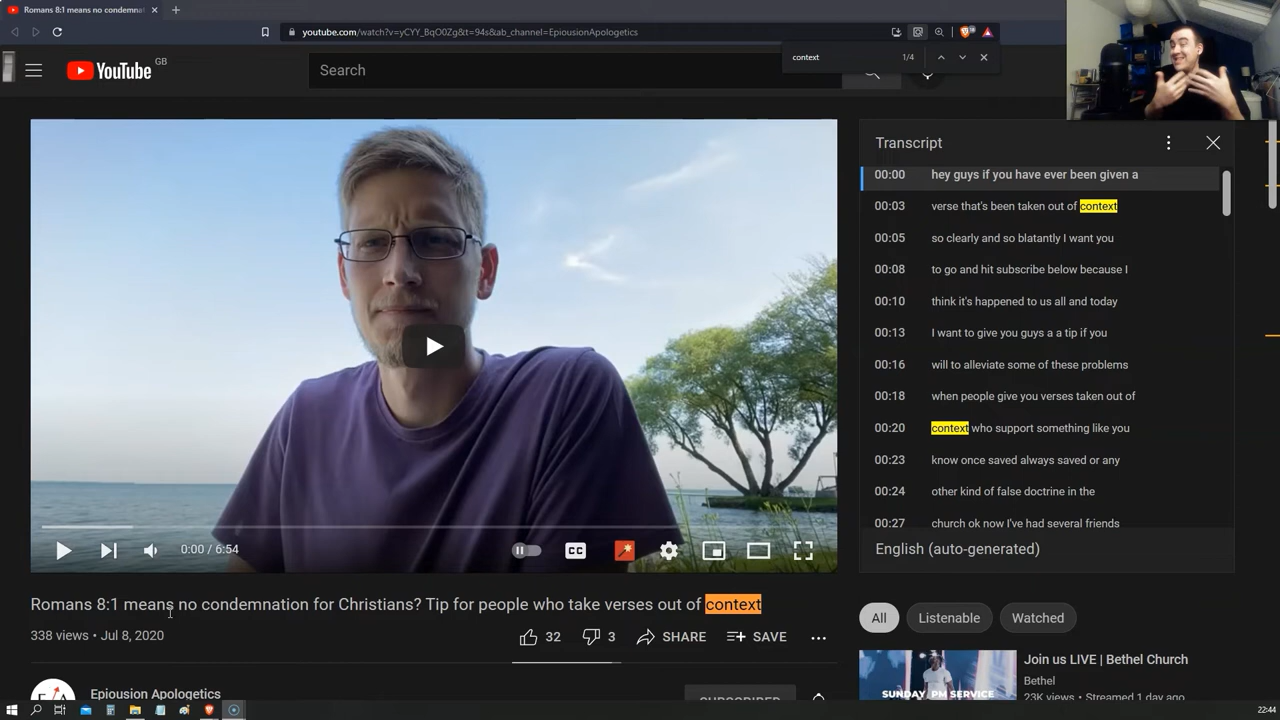 Romans 8:1 means no condemna
youtube.com/watch?v=yCYY_BqO0Zg&t=94s&ab_channel=EpiousionApologetics
context 1/4
YouTube GB
Search
Transcript
00:00 hey guys if you have ever been given a
00:03 verse that's been taken out of context
00:05 so clearly and so blatantly I want you
00:08 to go and hit subscribe below because I
00:10 think it's happened to us all and today
00:13 I want to give you guys a a tip if you
00:16 will to alleviate some of these problems
00:18 when people give you verses taken out of
00:20 context who support something like you
00:23 know once saved always saved or any
00:24 other kind of false doctrine in the
00:27 church ok now I've had several friends
English (auto-generated)
0:00 / 6:54
CC
Romans 8:1 means no condemnation for Christians? Tip for people who take verses out of context
338 views • Jul 8, 2020
32
3
SHARE
SAVE
Epiousion Apologetics
SUBSCRIBED
All
Listenable
Watched
SUNDAY PM SERVICE
Join us LIVE | Bethel Church
Bethel
23K views • Streamed 1 day ago
22:44